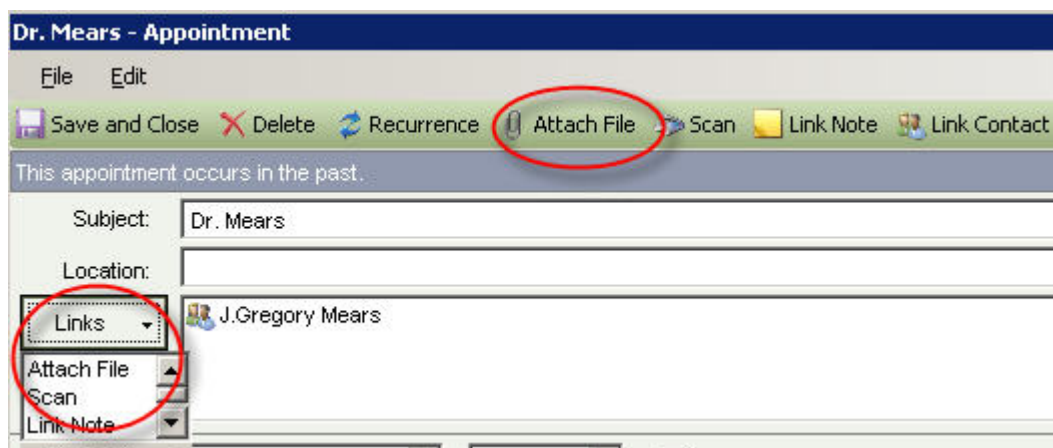 Dr. Mears - Appointment
File Edit
Save and Close Delete Recurrence Attach File Scan Link Note Link Contact
This appointment occurs in the past.
Subject: Dr. Mears
Location:
Links J.Gregory Mears
Attach File
Scan
Link Note